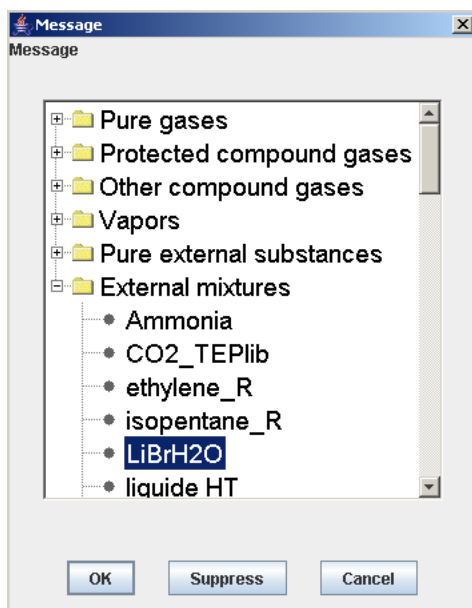 Message
Message
Pure gases
Protected compound gases
Other compound gases
Vapors
Pure external substances
External mixtures
Ammonia
CO2_TEPlib
ethylene_R
isopentane_R
LiBrH2O
liquide HT
OK Suppress Cancel